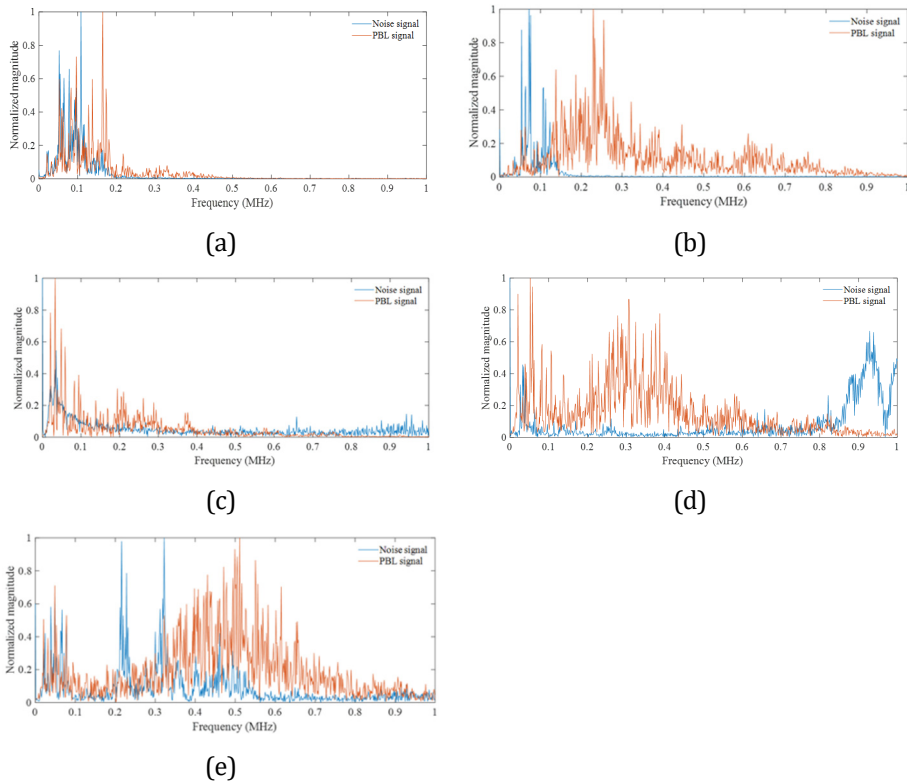 Noise signal
PBL signal
Normalized magnitude
1
0.8
0.6
0.4
0.2
0
0 0.1 0.2 0.3 0.4 0.5 0.6 0.7 0.8 0.9 1
Frequency (MHz)
(a)
Noise signal
PBL signal
Normalized magnitude
1
0.8
0.6
0.4
0.2
0
0 0.1 0.2 0.3 0.4 0.5 0.6 0.7 0.8 0.9 1
Frequency (MHz)
(b)
Noise signal
PBL signal
Normalized magnitude
1
0.8
0.6
0.4
0.2
0
0 0.1 0.2 0.3 0.4 0.5 0.6 0.7 0.8 0.9 1
Frequency (MHz)
(c)
Noise signal
PBL signal
Normalized magnitude
1
0.8
0.6
0.4
0.2
0
0 0.1 0.2 0.3 0.4 0.5 0.6 0.7 0.8 0.9 1
Frequency (MHz)
(d)
Noise signal
PBL signal
Normalized magnitude
1
0.8
0.6
0.4
0.2
0
0 0.1 0.2 0.3 0.4 0.5 0.6 0.7 0.8 0.9 1
Frequency (MHz)
(e)